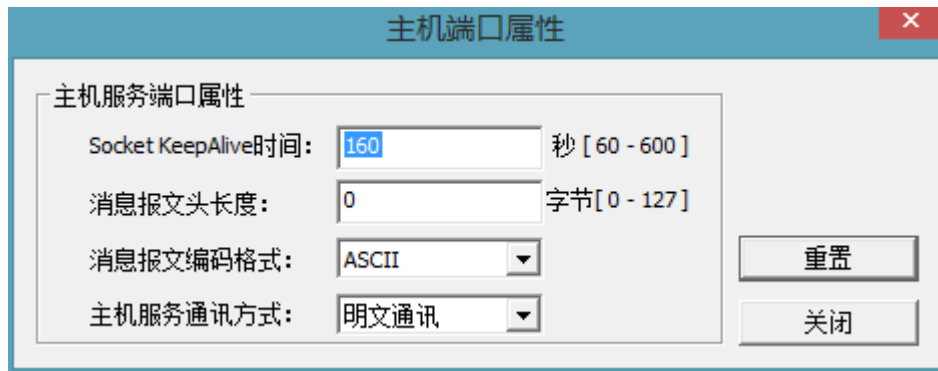 主机端口属性
主机服务端口属性
Socket KeepAlive时间: 160 秒 [ 60 - 600 ]
消息报文头长度: 0 字节[ 0 - 127 ]
消息报文编码格式: ASCII
重置
主机服务通讯方式: 明文通讯
关闭